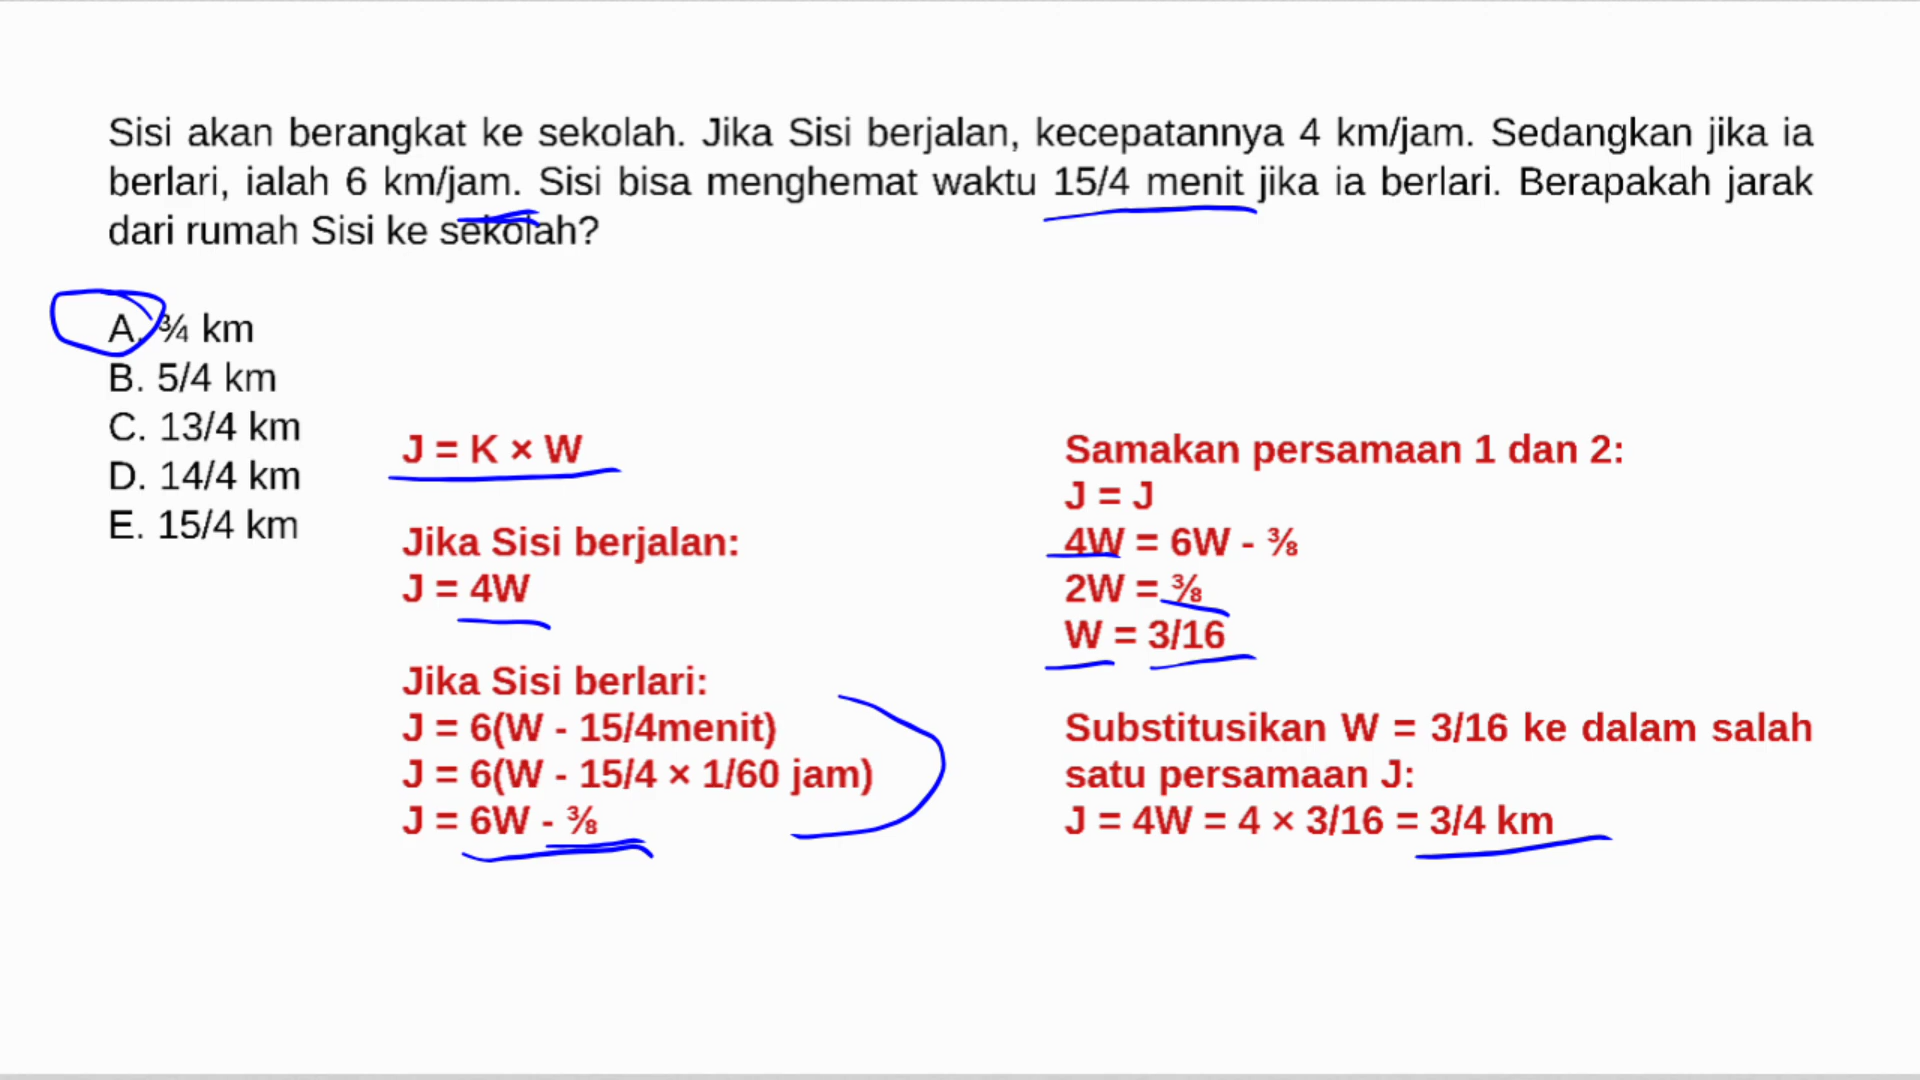 Sisi akan berangkat ke sekolah. Jika Sisi berjalan, kecepatannya 4 km/jam. Sedangkan jika ia
berlari, ialah 6 km/jam. Sisi bisa menghemat waktu 15/4 menit jika ia berlari. Berapakah jarak
dari rumah Sisi ke sekolah?
A. ¾ km
B. 5/4 km
C. 13/4 km
D. 14/4 km
E. 15/4 km
J = K × W
Jika Sisi berjalan:
J = 4W
Jika Sisi berlari:
J = 6(W - 15/4menit)
J = 6(W - 15/4 × 1/60 jam)
J = 6W - ⅜
Samakan persamaan 1 dan 2:
J = J
4W = 6W - ⅜
2W = ⅜
W = 3/16
Substitusikan W = 3/16 ke dalam salah
satu persamaan J:
J = 4W = 4 × 3/16 = 3/4 km